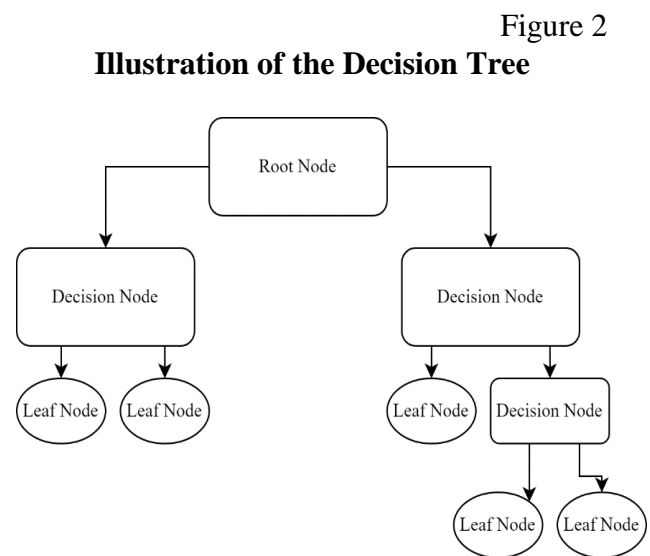 Figure 2
Illustration of the Decision Tree
Root Node
Decision Node
Decision Node
Leaf Node
Leaf Node
Leaf Node
Decision Node
Leaf Node
Leaf Node